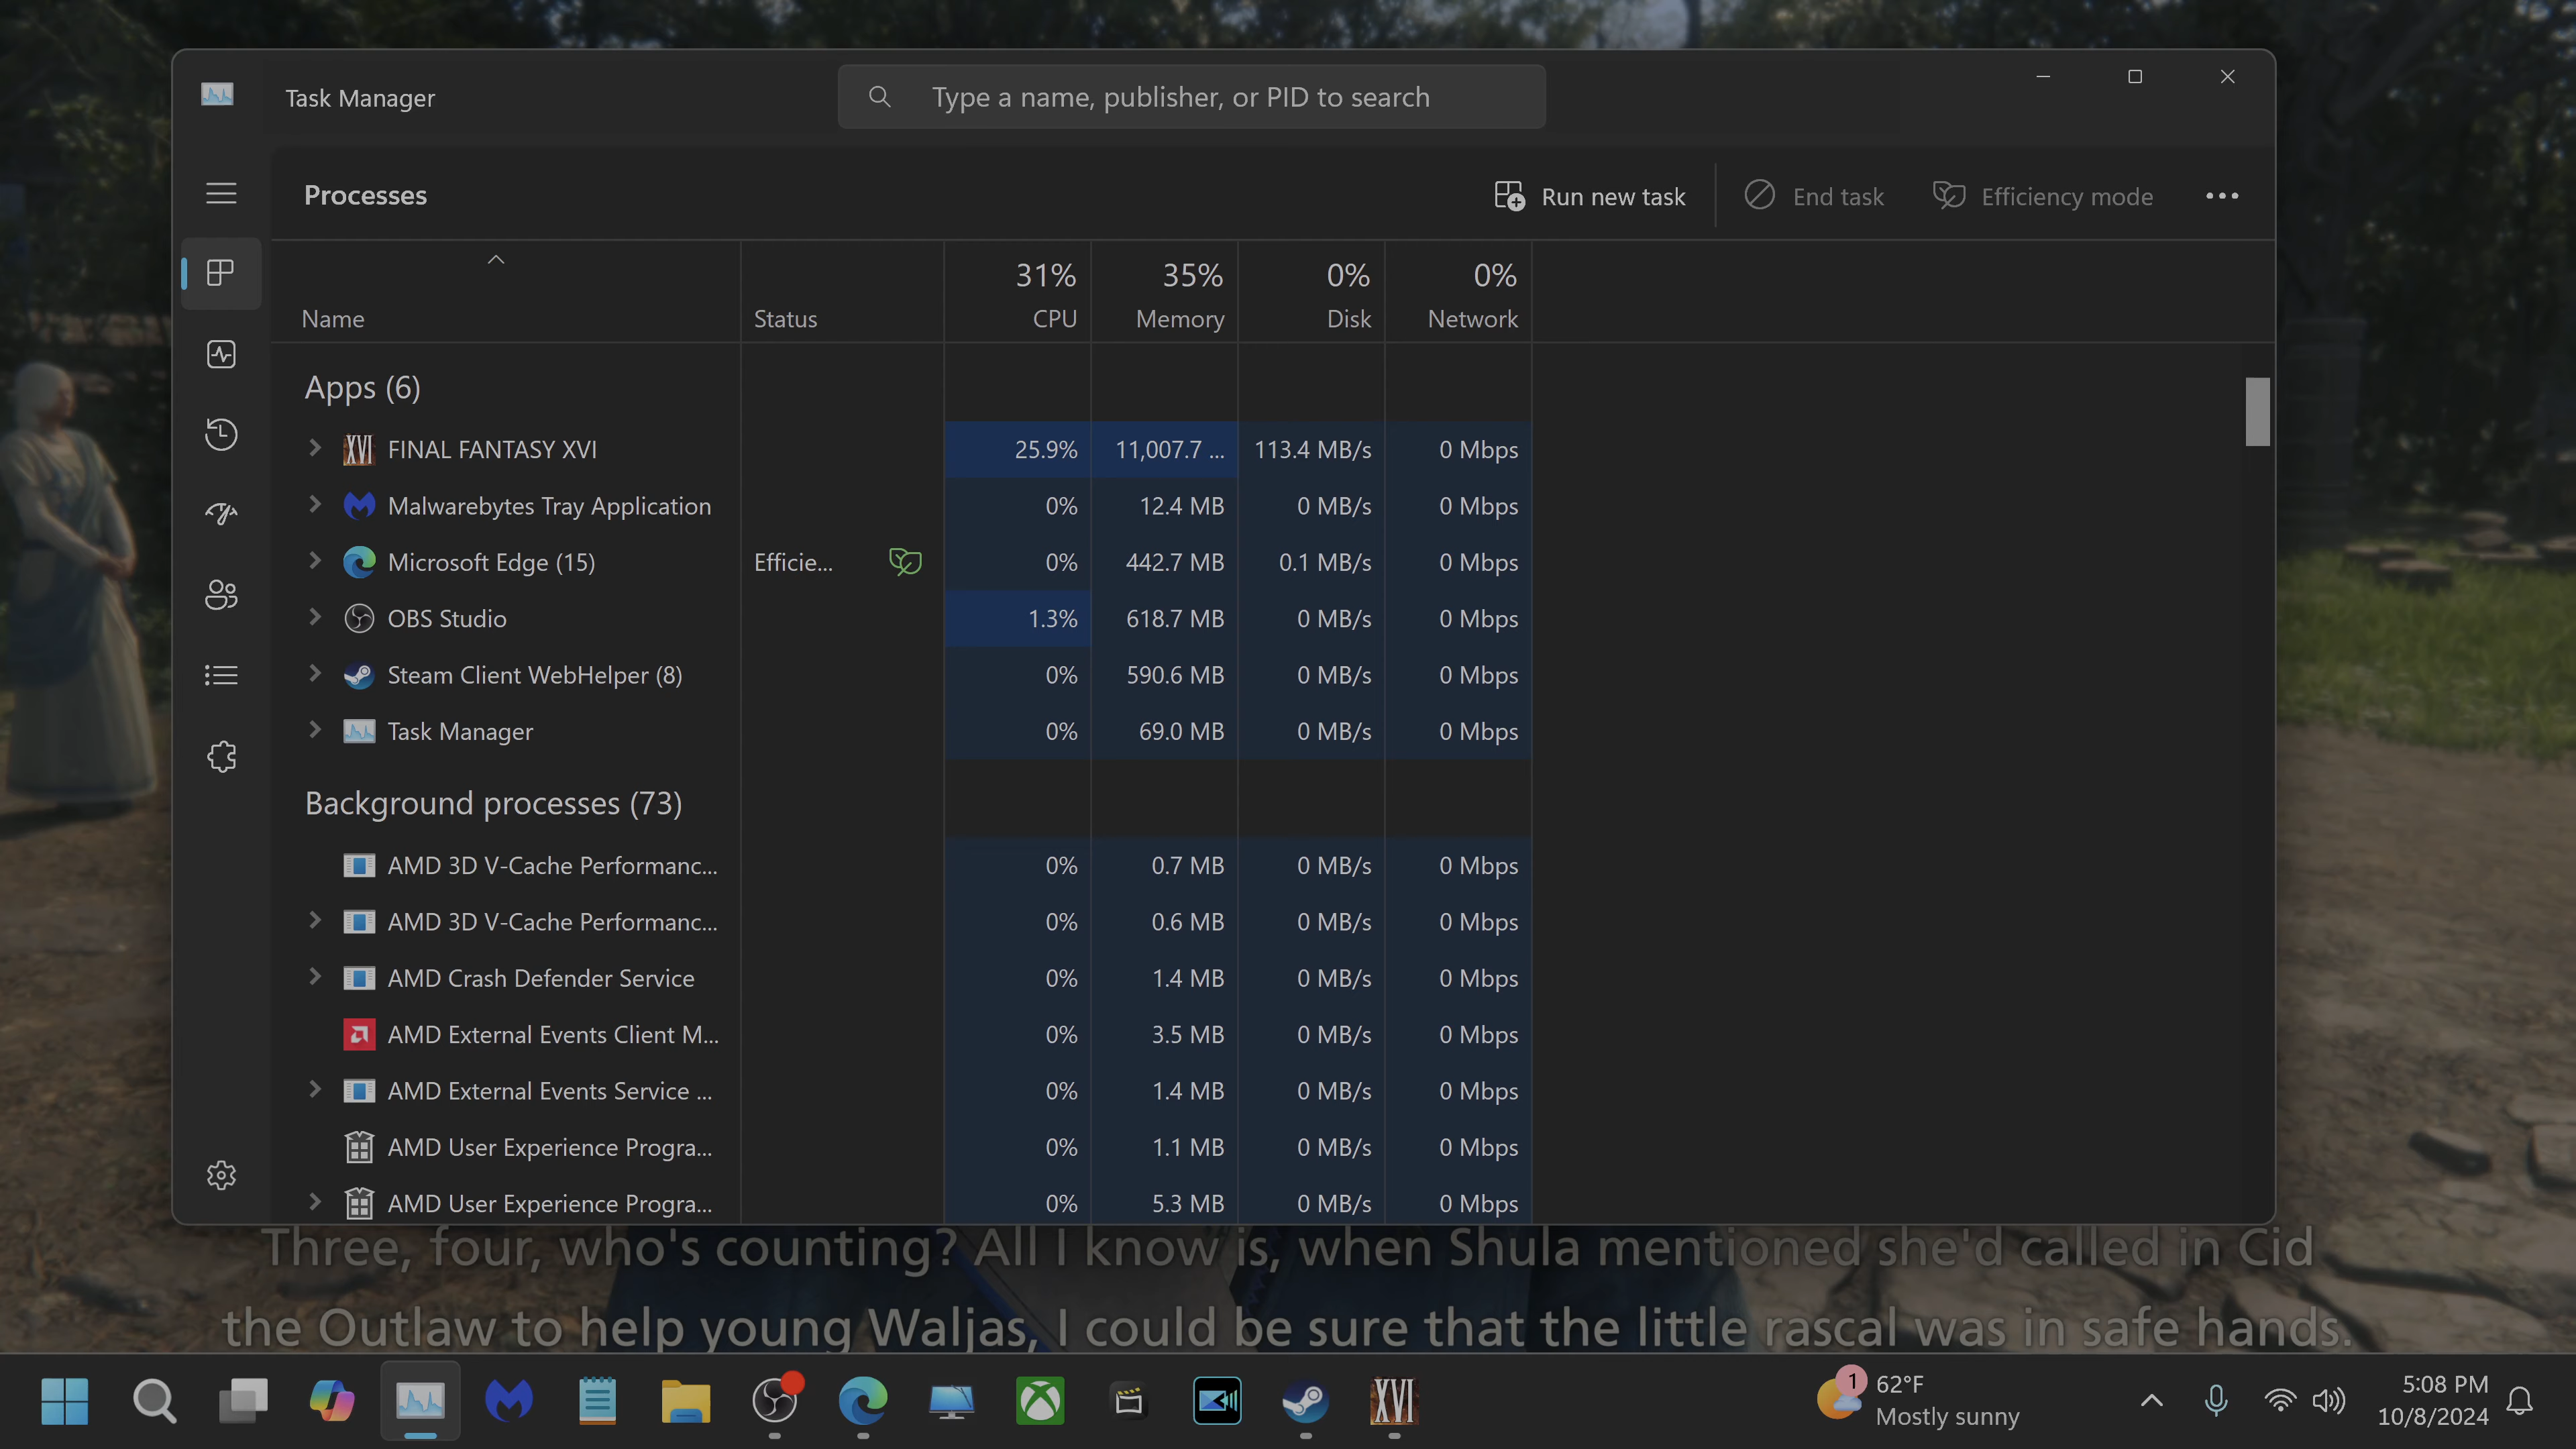 Task Manager
Type a name, publisher, or PID to search
Processes
Run new task
End task
Efficiency mode
31% 35% 0% 0%
Name Status CPU Memory Disk Network
Apps (6)
FINAL FANTASY XVI 25.9% 11,007.7 ... 113.4 MB/s 0 Mbps
Malwarebytes Tray Application 0% 12.4 MB 0 MB/s 0 Mbps
Microsoft Edge (15) Efficie... 0% 442.7 MB 0.1 MB/s 0 Mbps
OBS Studio 1.3% 618.7 MB 0 MB/s 0 Mbps
Steam Client WebHelper (8) 0% 590.6 MB 0 MB/s 0 Mbps
Task Manager 0% 69.0 MB 0 MB/s 0 Mbps
Background processes (73)
AMD 3D V-Cache Performanc... 0% 0.7 MB 0 MB/s 0 Mbps
AMD 3D V-Cache Performanc... 0% 0.6 MB 0 MB/s 0 Mbps
AMD Crash Defender Service 0% 1.4 MB 0 MB/s 0 Mbps
AMD External Events Client M... 0% 3.5 MB 0 MB/s 0 Mbps
AMD External Events Service ... 0% 1.4 MB 0 MB/s 0 Mbps
AMD User Experience Progra... 0% 1.1 MB 0 MB/s 0 Mbps
AMD User Experience Progra... 0% 5.3 MB 0 MB/s 0 Mbps
Three, four, who's counting? All I know is, when Shula mentioned she'd called in Cid
the Outlaw to help young Waljas, I could be sure that the little rascal was in safe hands.
XVI
1
62°F
Mostly sunny
5:08 PM
10/8/2024